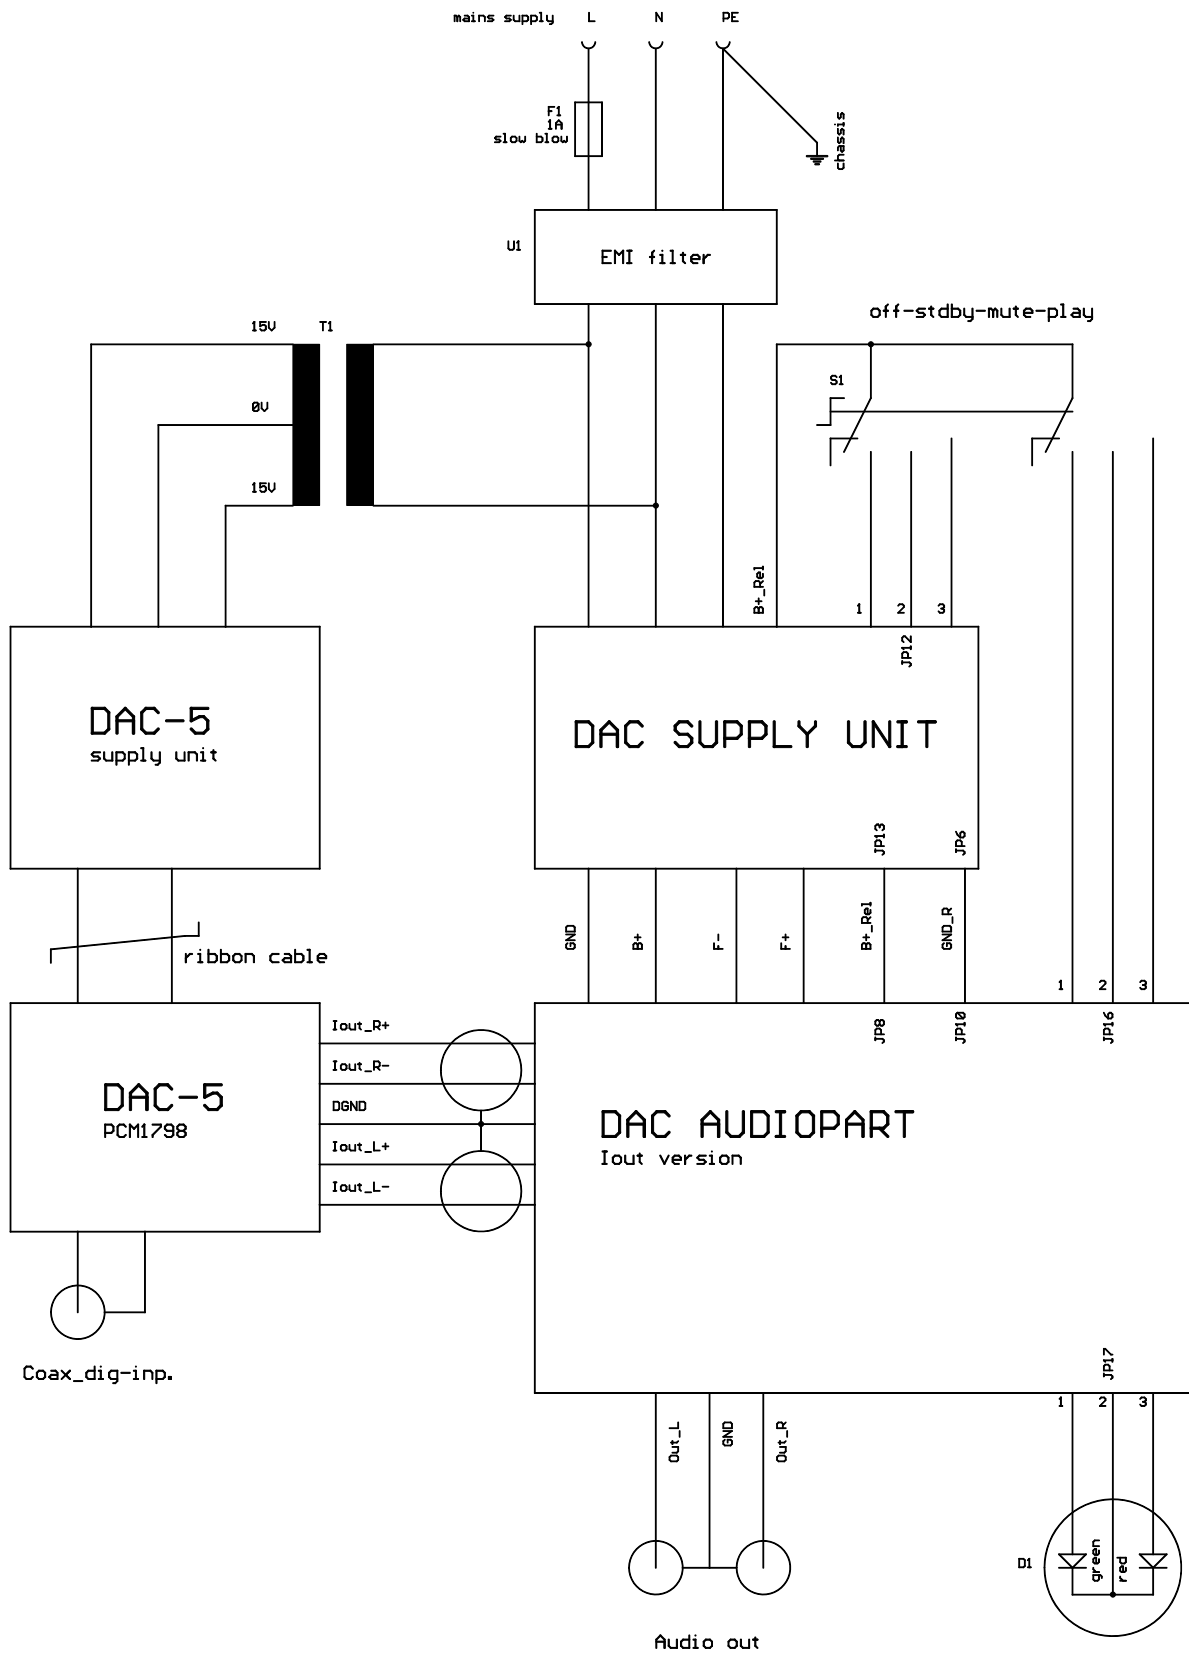 mains supply L N PE
F1
1A
slow blow
chassis
U1
EMI filter
off-stdby-mute-play
15V T1
S1
0V
15V
B+_Rel
1 2 3
JP12
DAC-5
supply unit
DAC SUPPLY UNIT
JP13 JP6
GND B+ F- F+ B+_Rel GND_R
ribbon cable
1 2 3
JP8 JP10 JP16
Iout_R+
Iout_R-
DGND
Iout_L+
Iout_L-
DAC-5
PCM1798
DAC AUDIOPART
Iout version
Coax_dig-inp.
JP17
1 2 3
Out_L GND Out_R
D1 green red
Audio out